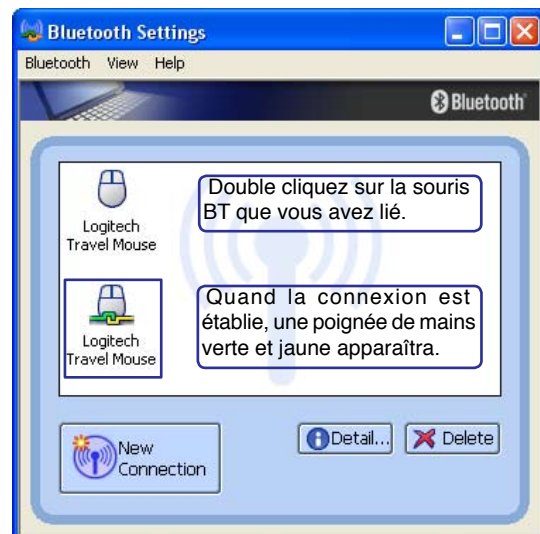 Bluetooth Settings
Bluetooth View Help
Bluetooth
Logitech
Travel Mouse
Double cliquez sur la souris
BT que vous avez lié.
Logitech
Travel Mouse
Quand la connexion est
établie, une poignée de mains
verte et jaune apparaîtra.
New
Connection
Detail...
Delete